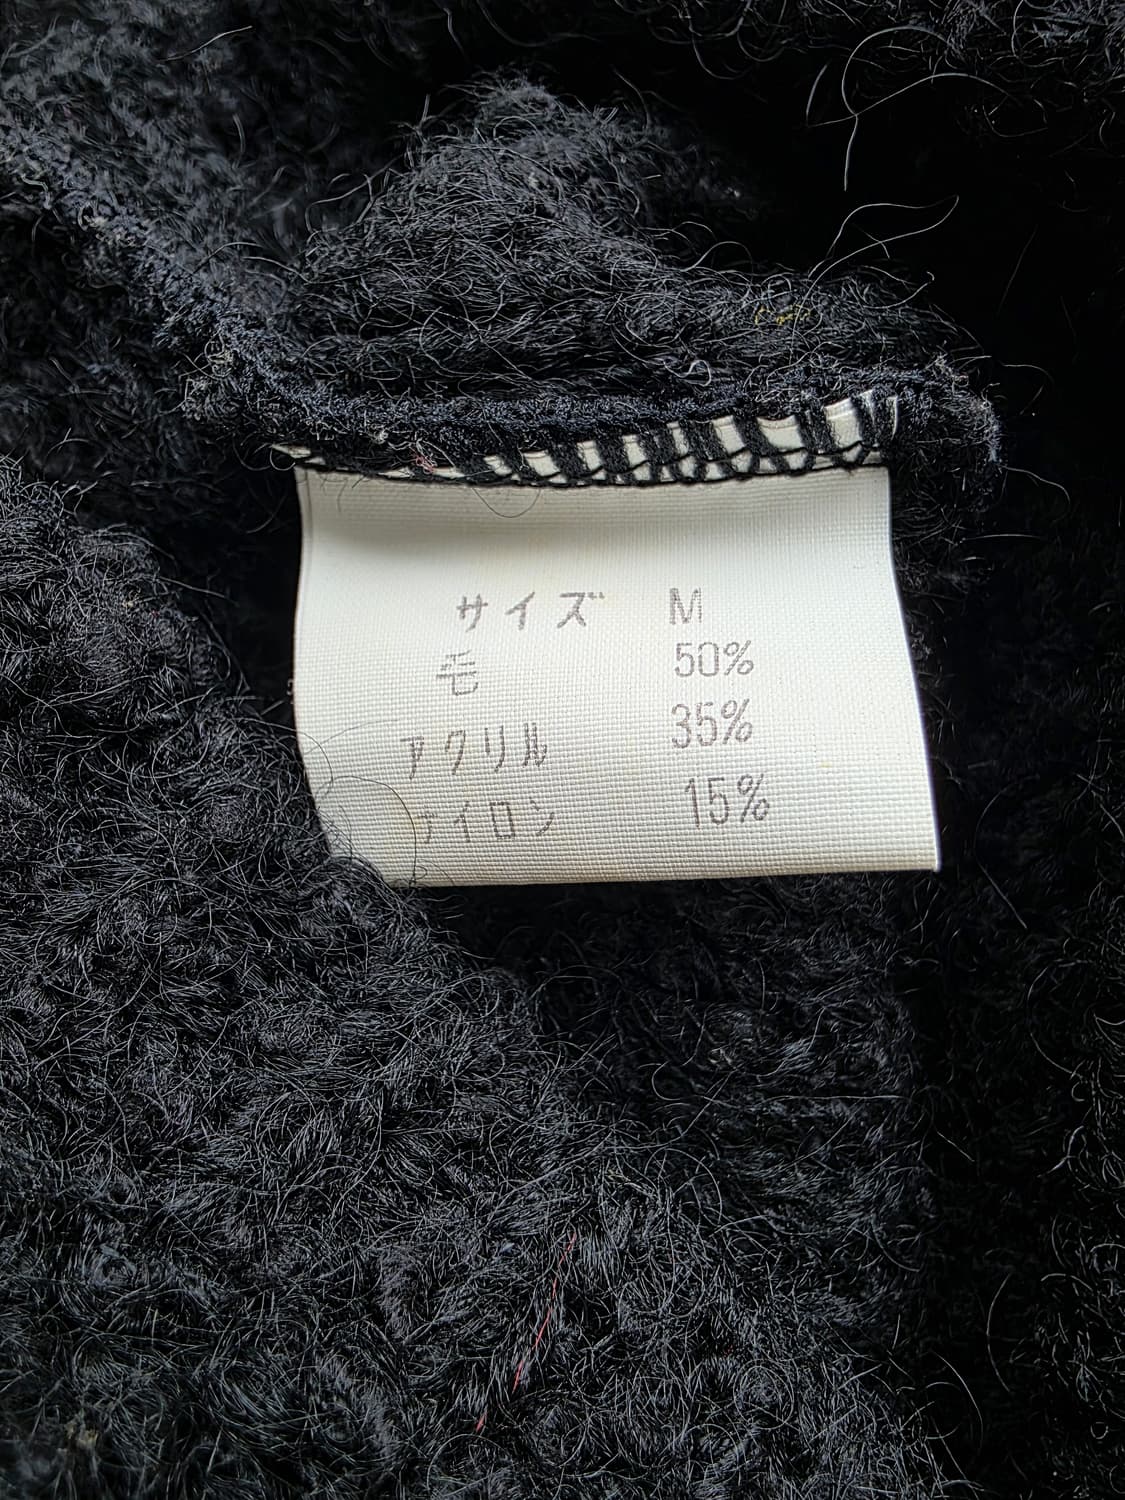 サイズ M
毛 50%
アクリル 35%
ナイロン 15%